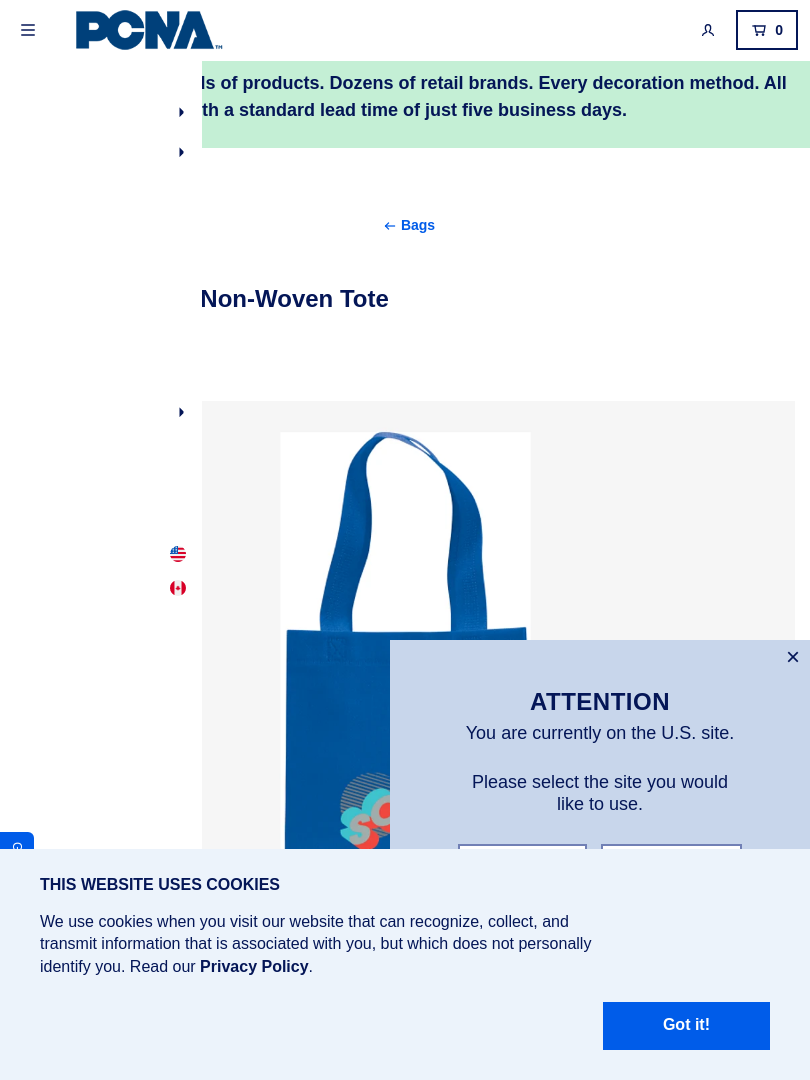 PCNA™
0
ls of products. Dozens of retail brands. Every decoration method. All
th a standard lead time of just five business days.
← Bags
Non-Woven Tote
ATTENTION
You are currently on the U.S. site.
Please select the site you would
like to use.
THIS WEBSITE USES COOKIES
We use cookies when you visit our website that can recognize, collect, and
transmit information that is associated with you, but which does not personally
identify you. Read our Privacy Policy.
Got it!